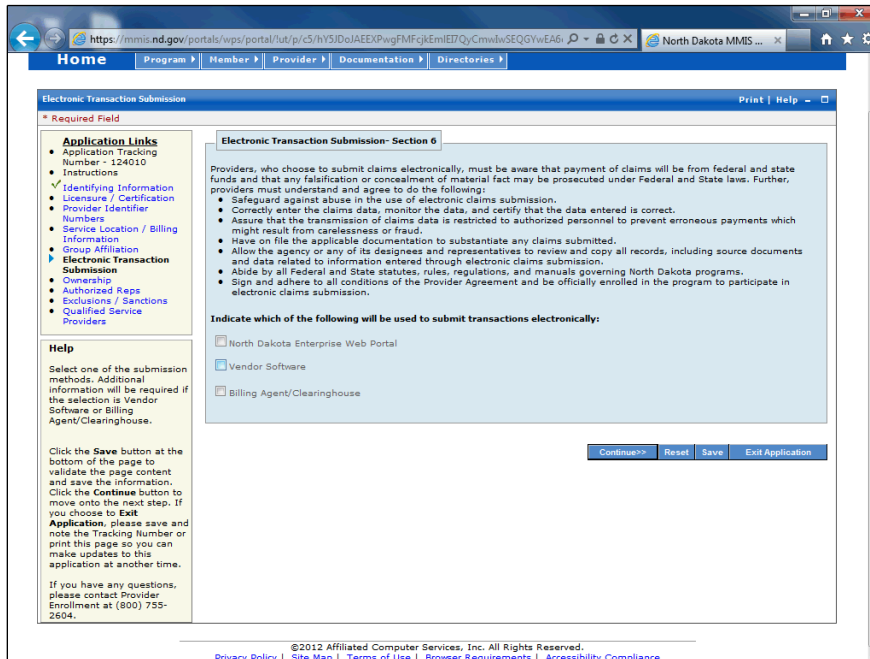 https://mmis.nd.gov/portals/wps/portal/!ut/p/c5/
North Dakota MMIS ...
Home Program Member Provider Documentation Directories
Electronic Transaction Submission
Print | Help
* Required Field
Application Links
Application Tracking
Number - 124010
Instructions
Identifying Information
Licensure / Certification
Provider Identifier
Numbers
Service Location / Billing
Information
Group Affiliation
Electronic Transaction
Submission
Ownership
Authorized Reps
Exclusions / Sanctions
Qualified Service
Providers
Help
Select one of the submission
methods. Additional
information will be required if
the selection is Vendor
Software or Billing
Agent/Clearinghouse.
Click the Save button at the
bottom of the page to
validate the page content
and save the information.
Click the Continue button to
move onto the next step. If
you choose to Exit
Application, please save and
note the Tracking Number or
print this page so you can
make updates to this
application at another time.
If you have any questions,
please contact Provider
Enrollment at (800) 755-
2604.
Electronic Transaction Submission- Section 6
Providers, who choose to submit claims electronically, must be aware that payment of claims will be from federal and state
funds and that any falsification or concealment of material fact may be prosecuted under Federal and State laws. Further,
providers must understand and agree to do the following:
Safeguard against abuse in the use of electronic claims submission.
Correctly enter the claims data, monitor the data, and certify that the data entered is correct.
Assure that the transmission of claims data is restricted to authorized personnel to prevent erroneous payments which
might result from carelessness or fraud.
Have on file the applicable documentation to substantiate any claims submitted.
Allow the agency or any of its designees and representatives to review and copy all records, including source documents
and data related to information entered through electronic claims submission.
Abide by all Federal and State statutes, rules, regulations, and manuals governing North Dakota programs.
Sign and adhere to all conditions of the Provider Agreement and be officially enrolled in the program to participate in
electronic claims submission.
Indicate which of the following will be used to submit transactions electronically:
North Dakota Enterprise Web Portal
Vendor Software
Billing Agent/Clearinghouse
Continue>> Reset Save Exit Application
©2012 Affiliated Computer Services, Inc. All Rights Reserved.
Privacy Policy | Site Map | Terms of Use | Browser Requirements | Accessibility Compliance